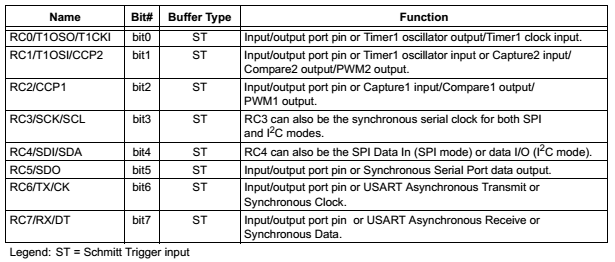 Name Bit# Buffer Type Function
RC0/T1OSO/T1CKI bit0 ST Input/output port pin or Timer1 oscillator output/Timer1 clock input.
RC1/T1OSI/CCP2 bit1 ST Input/output port pin or Timer1 oscillator input or Capture2 input/
Compare2 output/PWM2 output.
RC2/CCP1 bit2 ST Input/output port pin or Capture1 input/Compare1 output/
PWM1 output.
RC3/SCK/SCL bit3 ST RC3 can also be the synchronous serial clock for both SPI
and I²C modes.
RC4/SDI/SDA bit4 ST RC4 can also be the SPI Data In (SPI mode) or data I/O (I²C mode).
RC5/SDO bit5 ST Input/output port pin or Synchronous Serial Port data output.
RC6/TX/CK bit6 ST Input/output port pin or USART Asynchronous Transmit or
Synchronous Clock.
RC7/RX/DT bit7 ST Input/output port pin or USART Asynchronous Receive or
Synchronous Data.
Legend: ST = Schmitt Trigger input